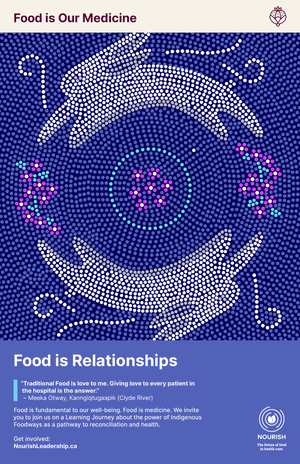 Food is Our Medicine
Food is Relationships
"Traditional Food is love to me. Giving love to every patient in
the hospital is the answer."
– Meeka Otway, Kanngiqtugaapik (Clyde River)
Food is fundamental to our well-being. Food is medicine. We invite
you to join us on a Learning Journey about the power of Indigenous
Foodways as a pathway to reconciliation and health.
Get Involved:
NourishLeadership.ca
NOURISH
The future of food
in health care